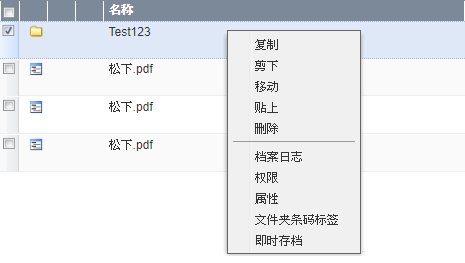 名称
Test123
松下.pdf
松下.pdf
松下.pdf
复制
剪下
移动
贴上
删除
档案日志
权限
属性
文件夹条码标签
即时存档